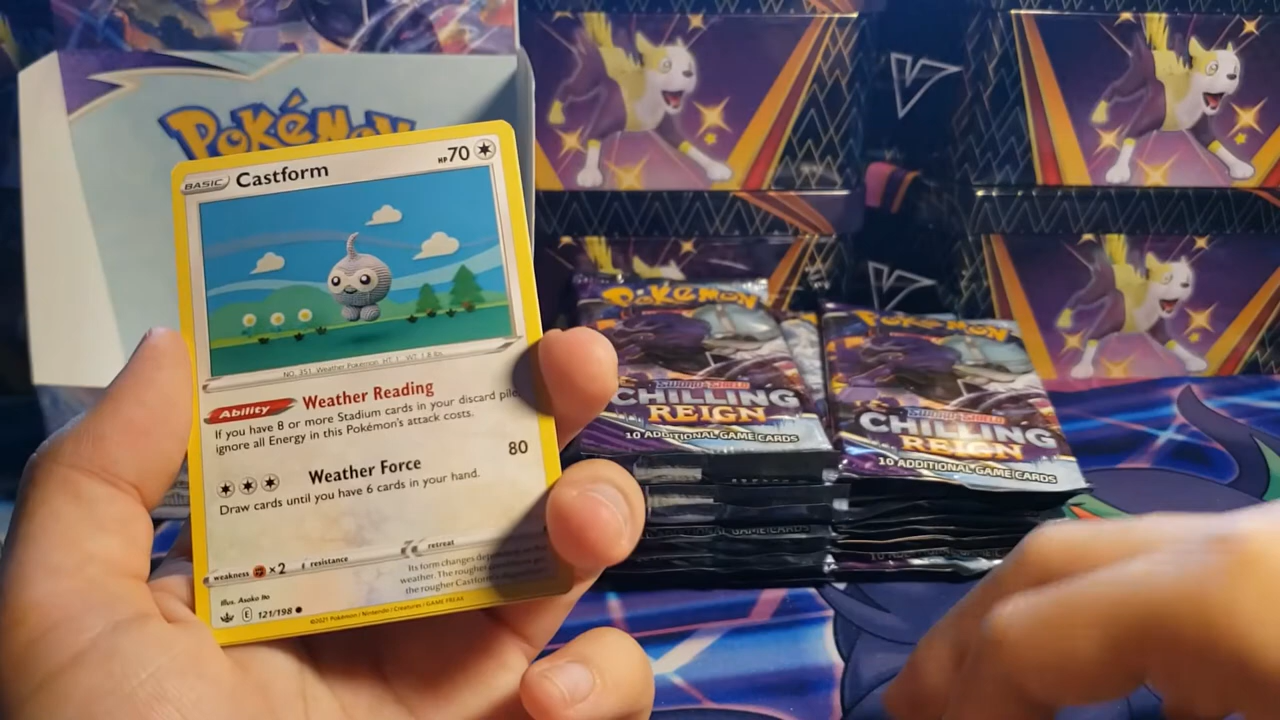 Pokémon
BASIC Castform HP 70
NO. 351. Weather Pokémon. HT: 1' WT: 1.8 lbs.
Ability Weather Reading
If you have 8 or more Stadium cards in your discard pile,
ignore all Energy in this Pokémon's attack costs.
Weather Force 80
Draw cards until you have 6 cards in your hand.
weakness ×2 resistance retreat
Its form changes
weather. The rougher
the rougher Castform's
Illus. Asako Ito
E 121/198
©2021 Pokémon / Nintendo / Creatures / GAME FREAK
POKéMON
SWORD & SHIELD
CHILLING
REIGN
10 ADDITIONAL GAME CARDS
POKéMON
SWORD & SHIELD
CHILLING
REIGN
10 ADDITIONAL GAME CARDS